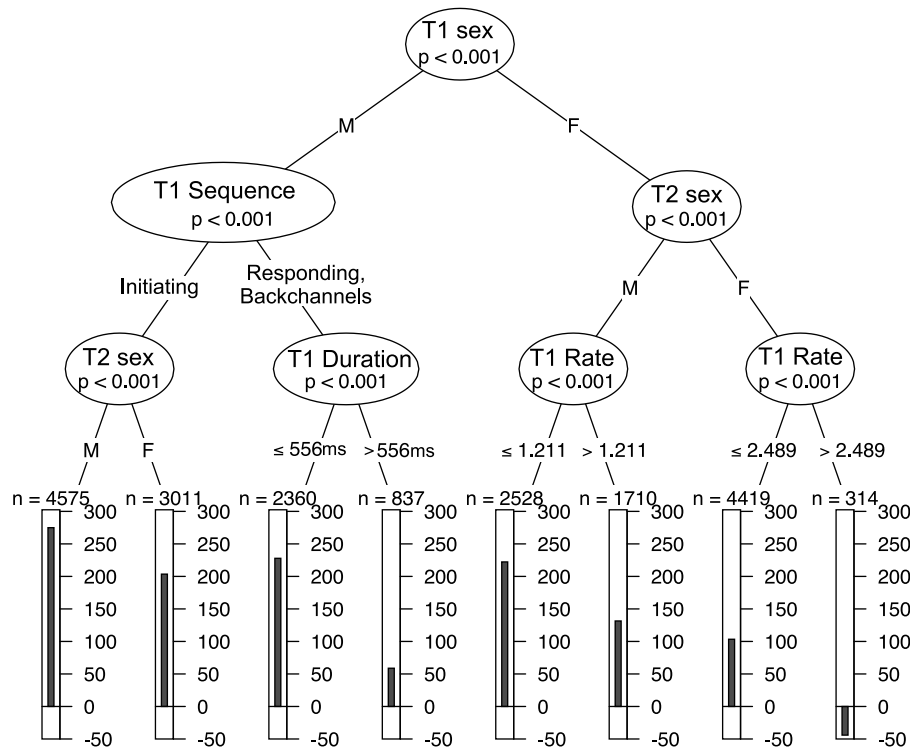 T1 sex
p < 0.001
M
F
T1 Sequence
p < 0.001
T2 sex
p < 0.001
Initiating
Responding,
Backchannels
M
F
T2 sex
p < 0.001
T1 Duration
p < 0.001
T1 Rate
p < 0.001
T1 Rate
p < 0.001
M
F
≤ 556ms
> 556ms
≤ 1.211
> 1.211
≤ 2.489
> 2.489
n = 4575
n = 3011
n = 2360
n = 837
n = 2528
n = 1710
n = 4419
n = 314
300
250
200
150
100
50
0
-50
300
250
200
150
100
50
0
-50
300
250
200
150
100
50
0
-50
300
250
200
150
100
50
0
-50
300
250
200
150
100
50
0
-50
300
250
200
150
100
50
0
-50
300
250
200
150
100
50
0
-50
300
250
200
150
100
50
0
-50